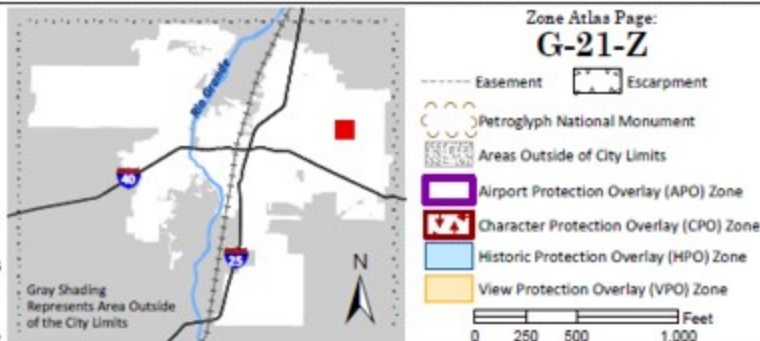 Zone Atlas Page:
G-21-Z
Easement
Escarpment
Petroglyph National Monument
Areas Outside of City Limits
Airport Protection Overlay (APO) Zone
Character Protection Overlay (CPO) Zone
Historic Protection Overlay (HPO) Zone
View Protection Overlay (VPO) Zone
Feet
0 250 500 1,000
Rio Grande
40
25
N
Gray Shading
Represents Area Outside
of the City Limits